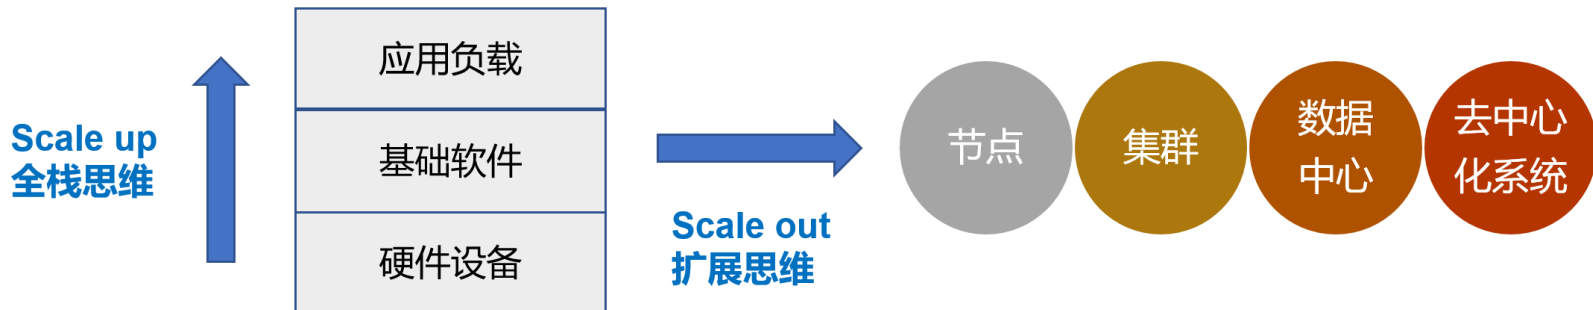 Scale up
全栈思维
应用负载
基础软件
硬件设备
Scale out
扩展思维
节点
集群
数据
中心
去中心
化系统